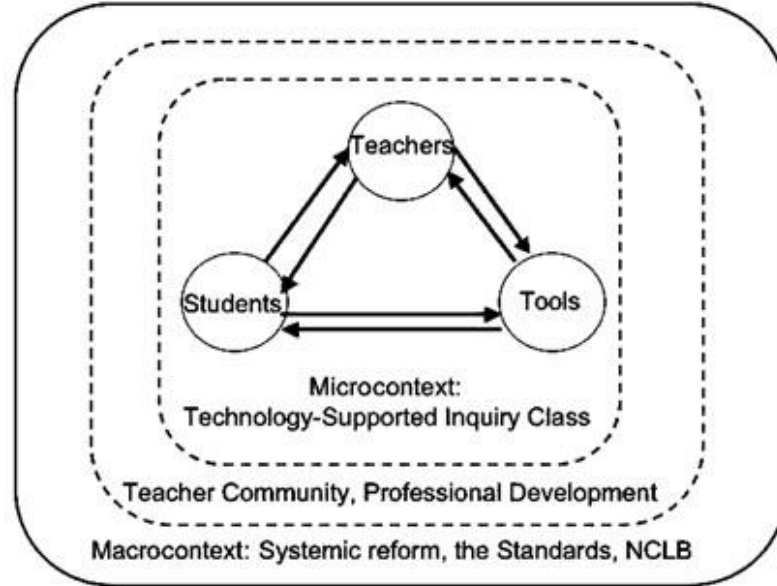 Teachers
Students
Tools
Microcontext:
Technology-Supported Inquiry Class
Teacher Community, Professional Development
Macrocontext: Systemic reform, the Standards, NCLB